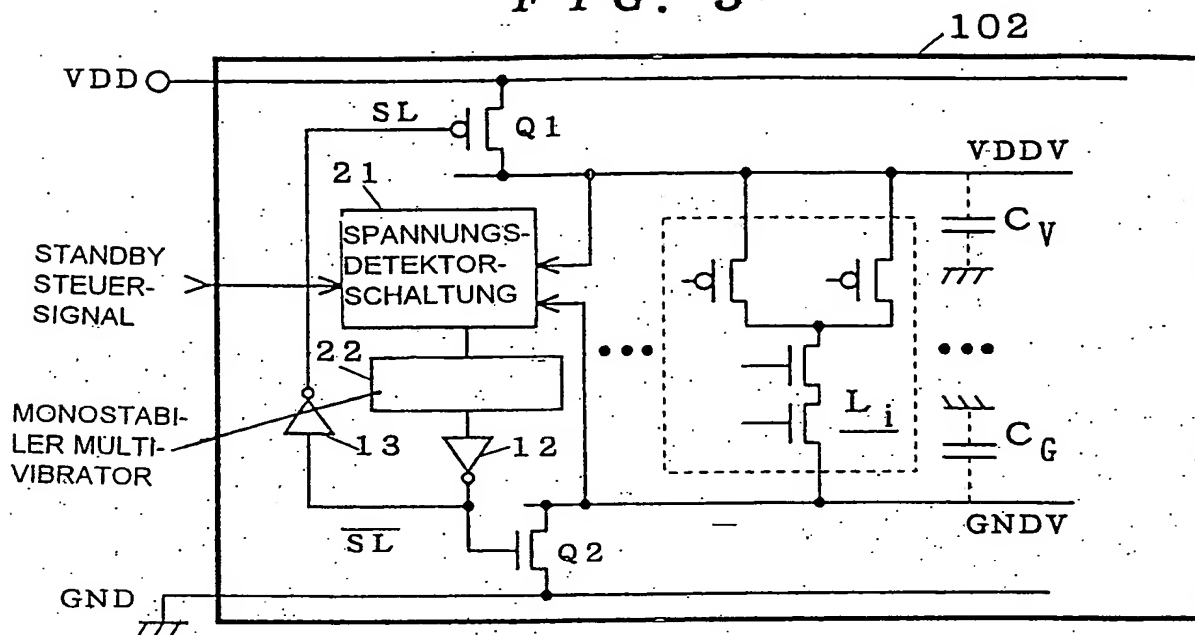 FIG. 3
102
VDD
SL
Q1
VDDV
21
SPANNUNGS-
DETEKTOR-
SCHALTUNG
C V
STANDBY
STEUER-
SIGNAL
22
MONOSTABI-
LER MULTI-
VIBRATOR
13
12
L i
C G
SL
Q2
GNDV
GND